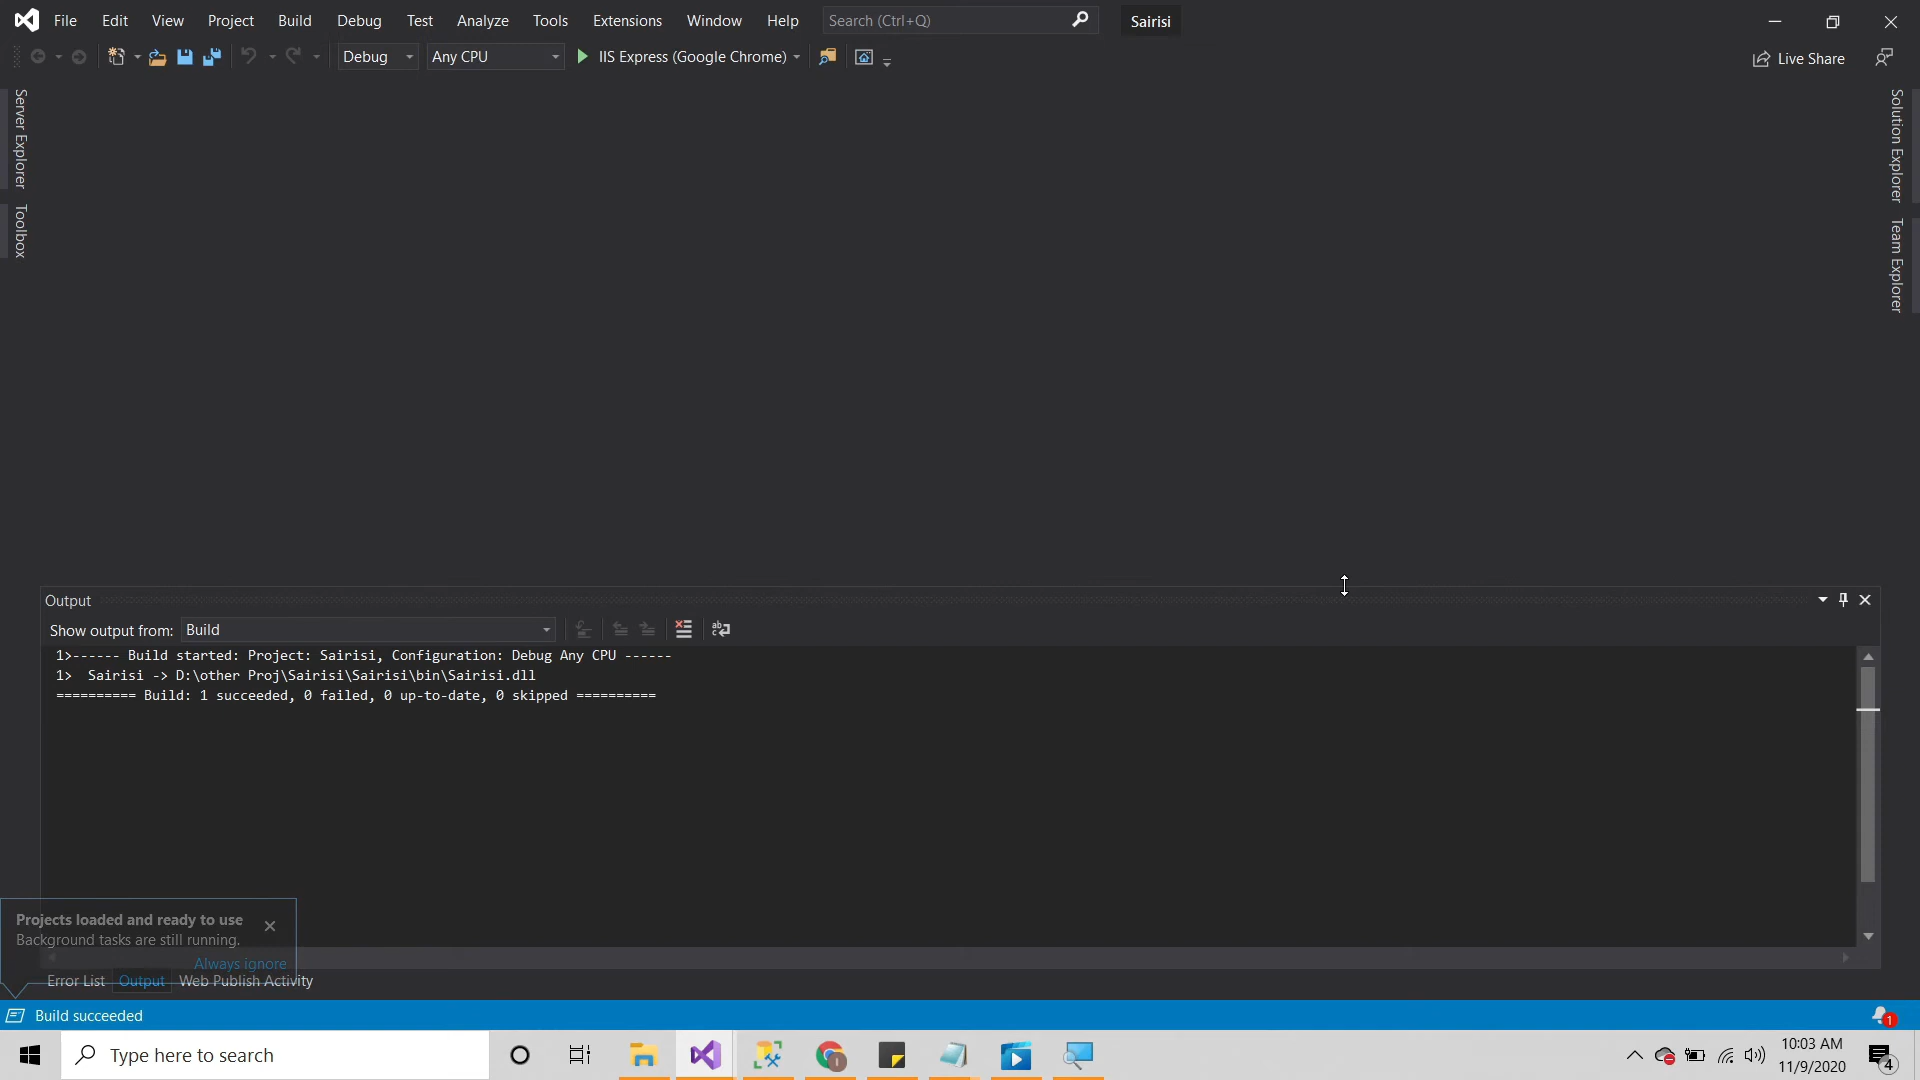 File Edit View Project Build Debug Test Analyze Tools Extensions Window Help Search (Ctrl+Q) Sairisi
Debug Any CPU IIS Express (Google Chrome) Live Share
Server Explorer
Toolbox
Solution Explorer
Team Explorer
Output
Show output from: Build
1>------ Build started: Project: Sairisi, Configuration: Debug Any CPU ------
1>  Sairisi -> D:\other Proj\Sairisi\Sairisi\bin\Sairisi.dll
========== Build: 1 succeeded, 0 failed, 0 up-to-date, 0 skipped ==========
Projects loaded and ready to use
Background tasks are still running.
Always ignore
Error List Output Web Publish Activity
Build succeeded 1
Type here to search
10:03 AM
11/9/2020
4